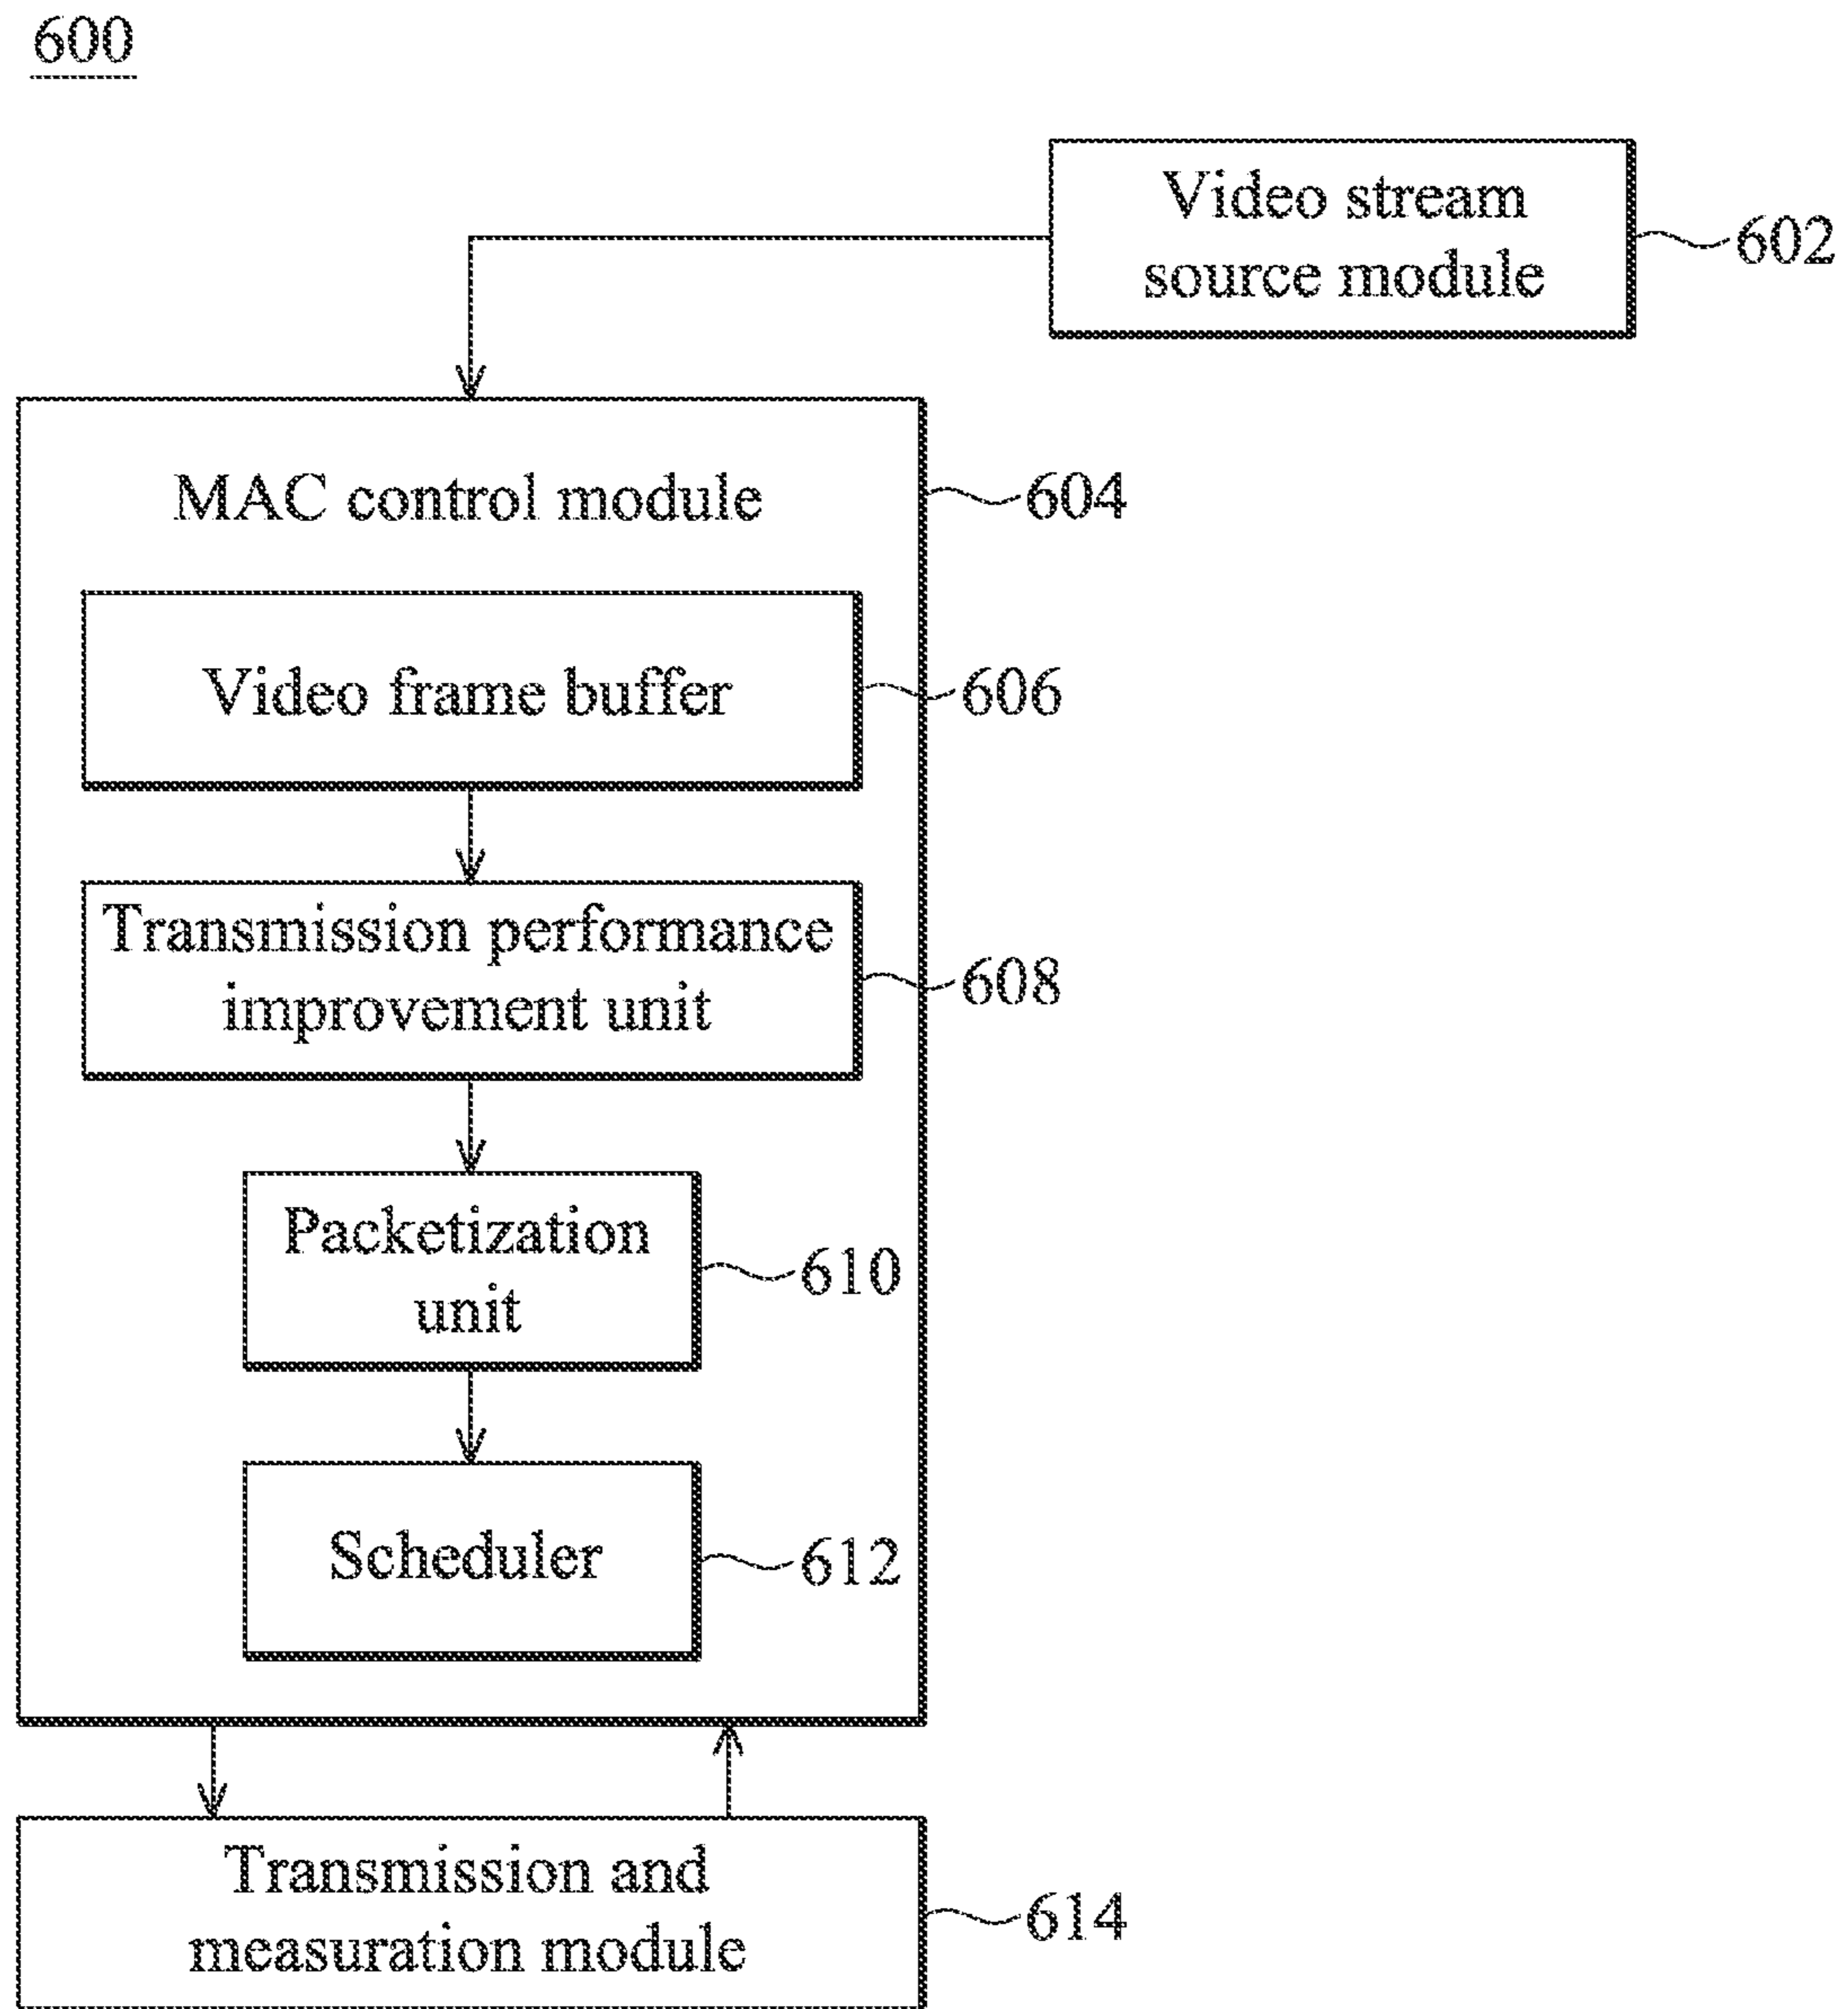 600
Video stream
source module
602
MAC control module
604
Video frame buffer
606
Transmission performance
improvement unit
608
Packetization
unit
610
Scheduler
612
Transmission and
measuration module
614